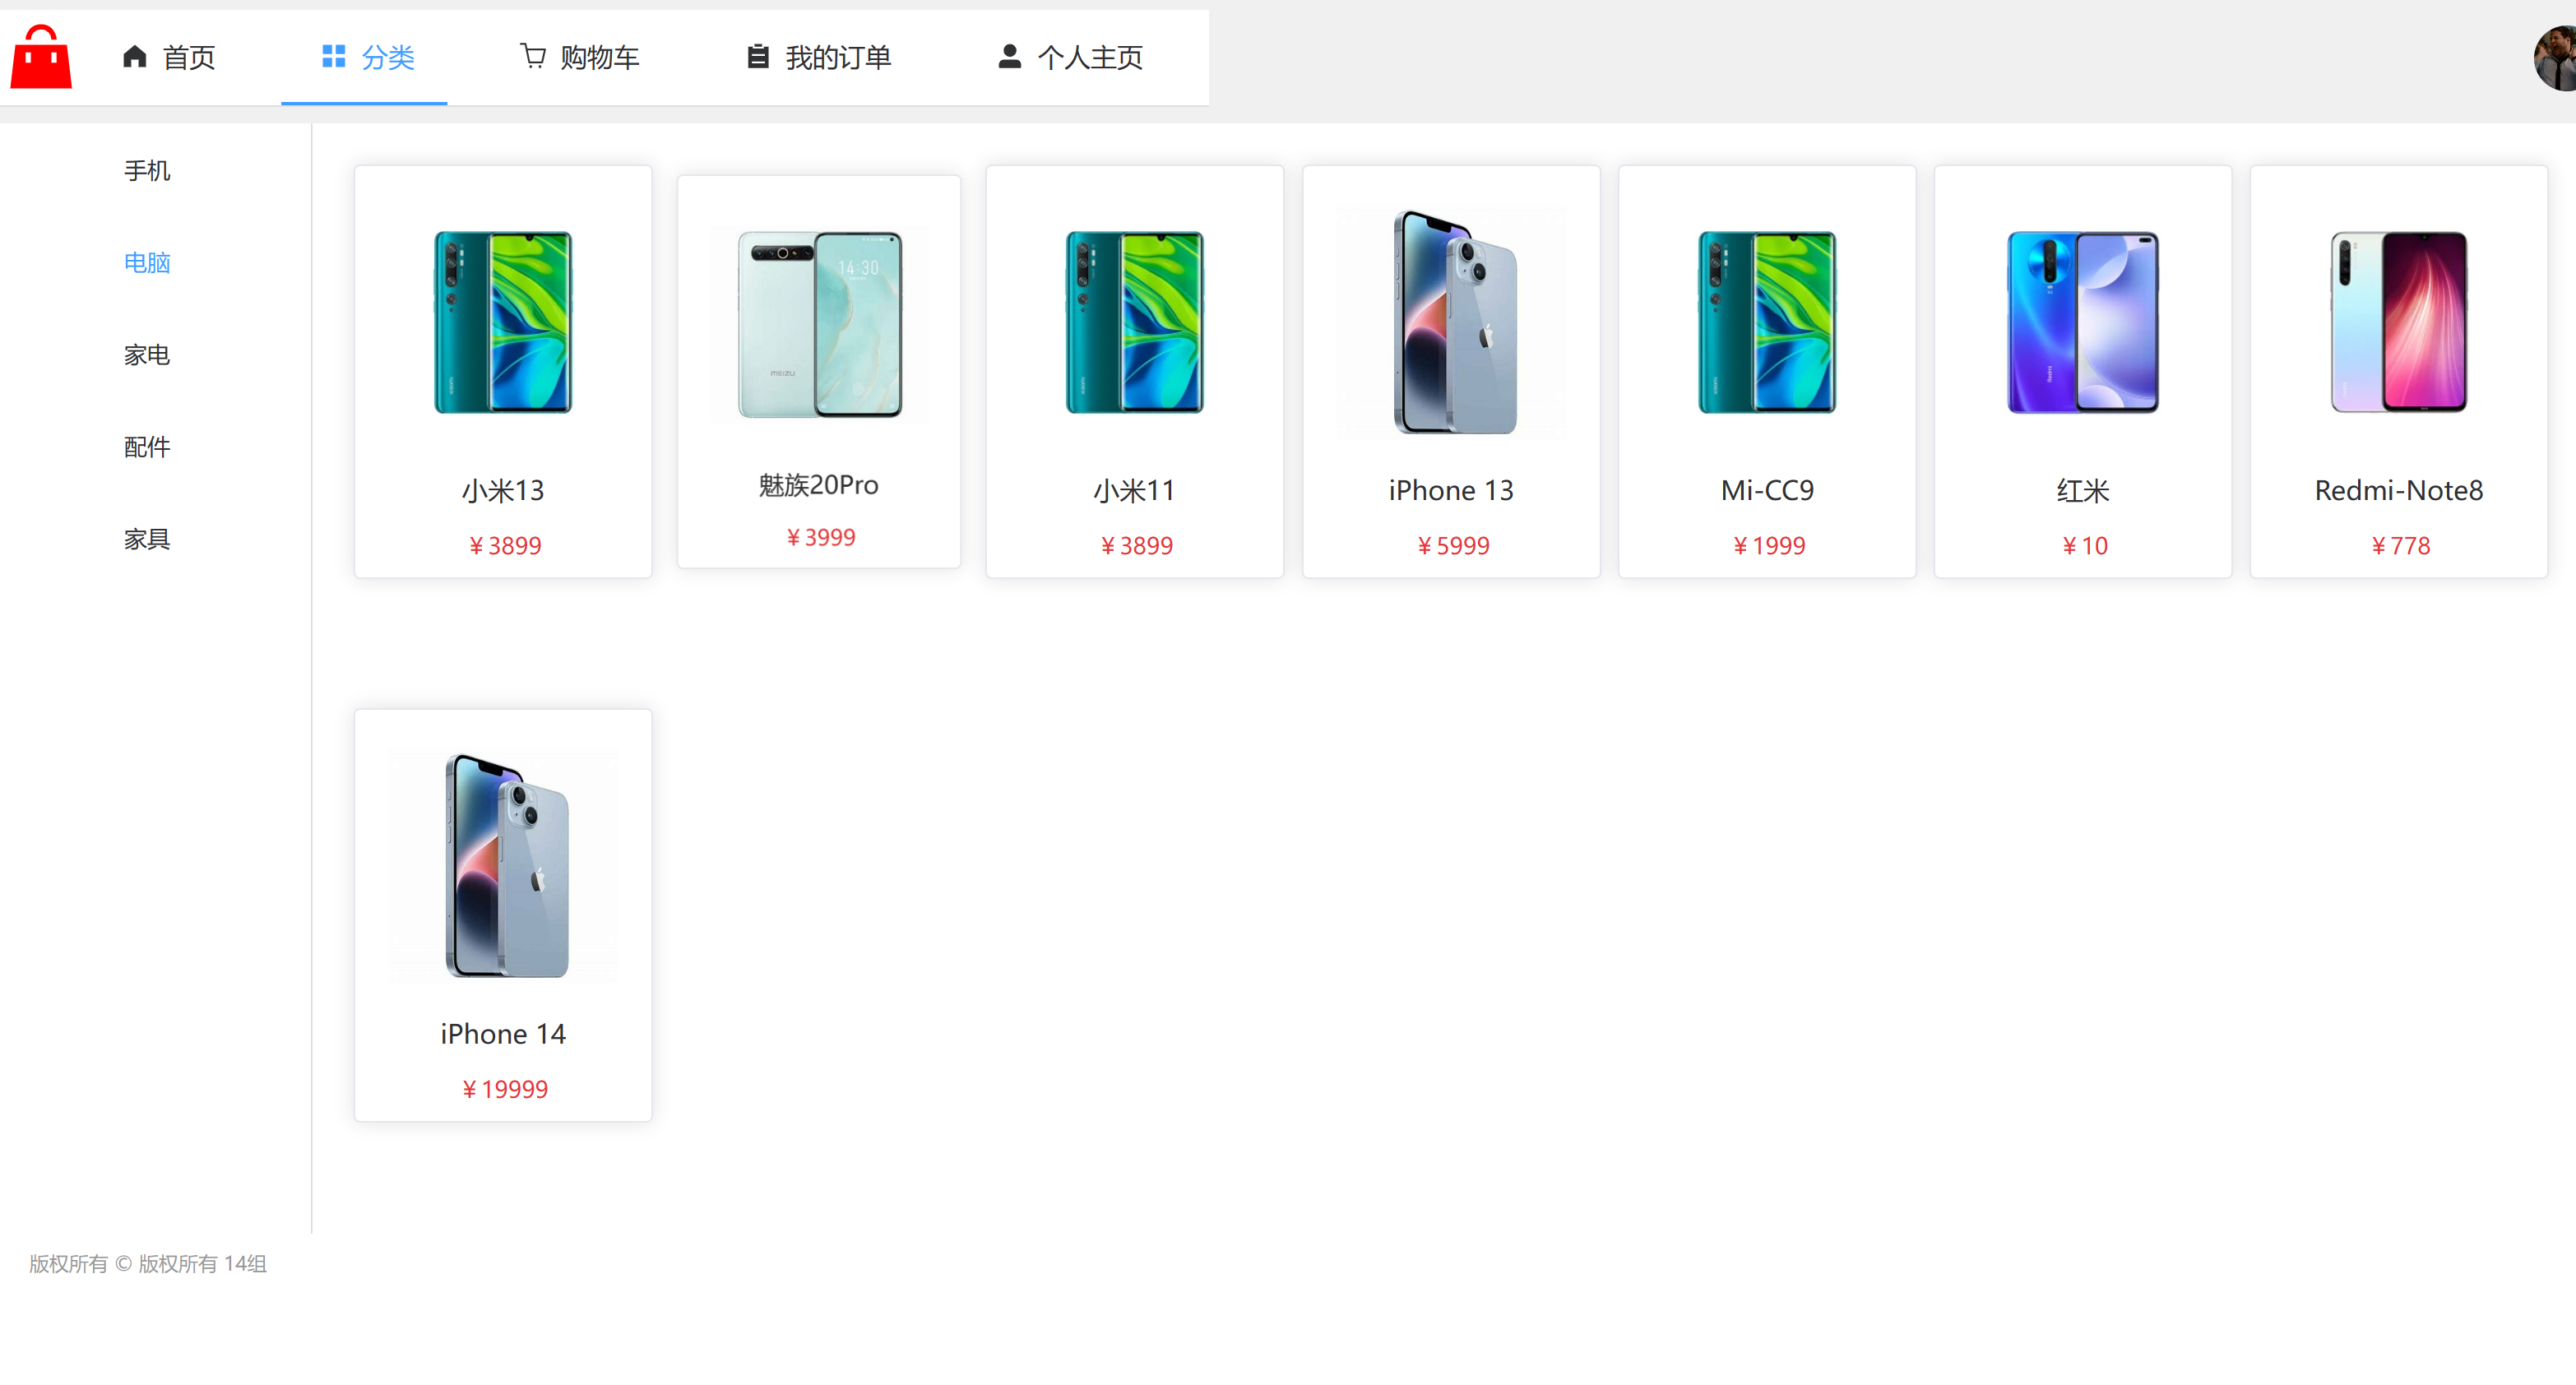 首页 分类 购物车 我的订单 个人主页
手机
电脑
家电
配件
家具
14:30
MEIZU
小米13 魅族20Pro 小米11 iPhone 13 Mi-CC9 红米 Redmi-Note8
¥ 3899 ¥ 3999 ¥ 3899 ¥ 5999 ¥ 1999 ¥ 10 ¥ 778
iPhone 14
¥ 19999
版权所有 © 版权所有 14组